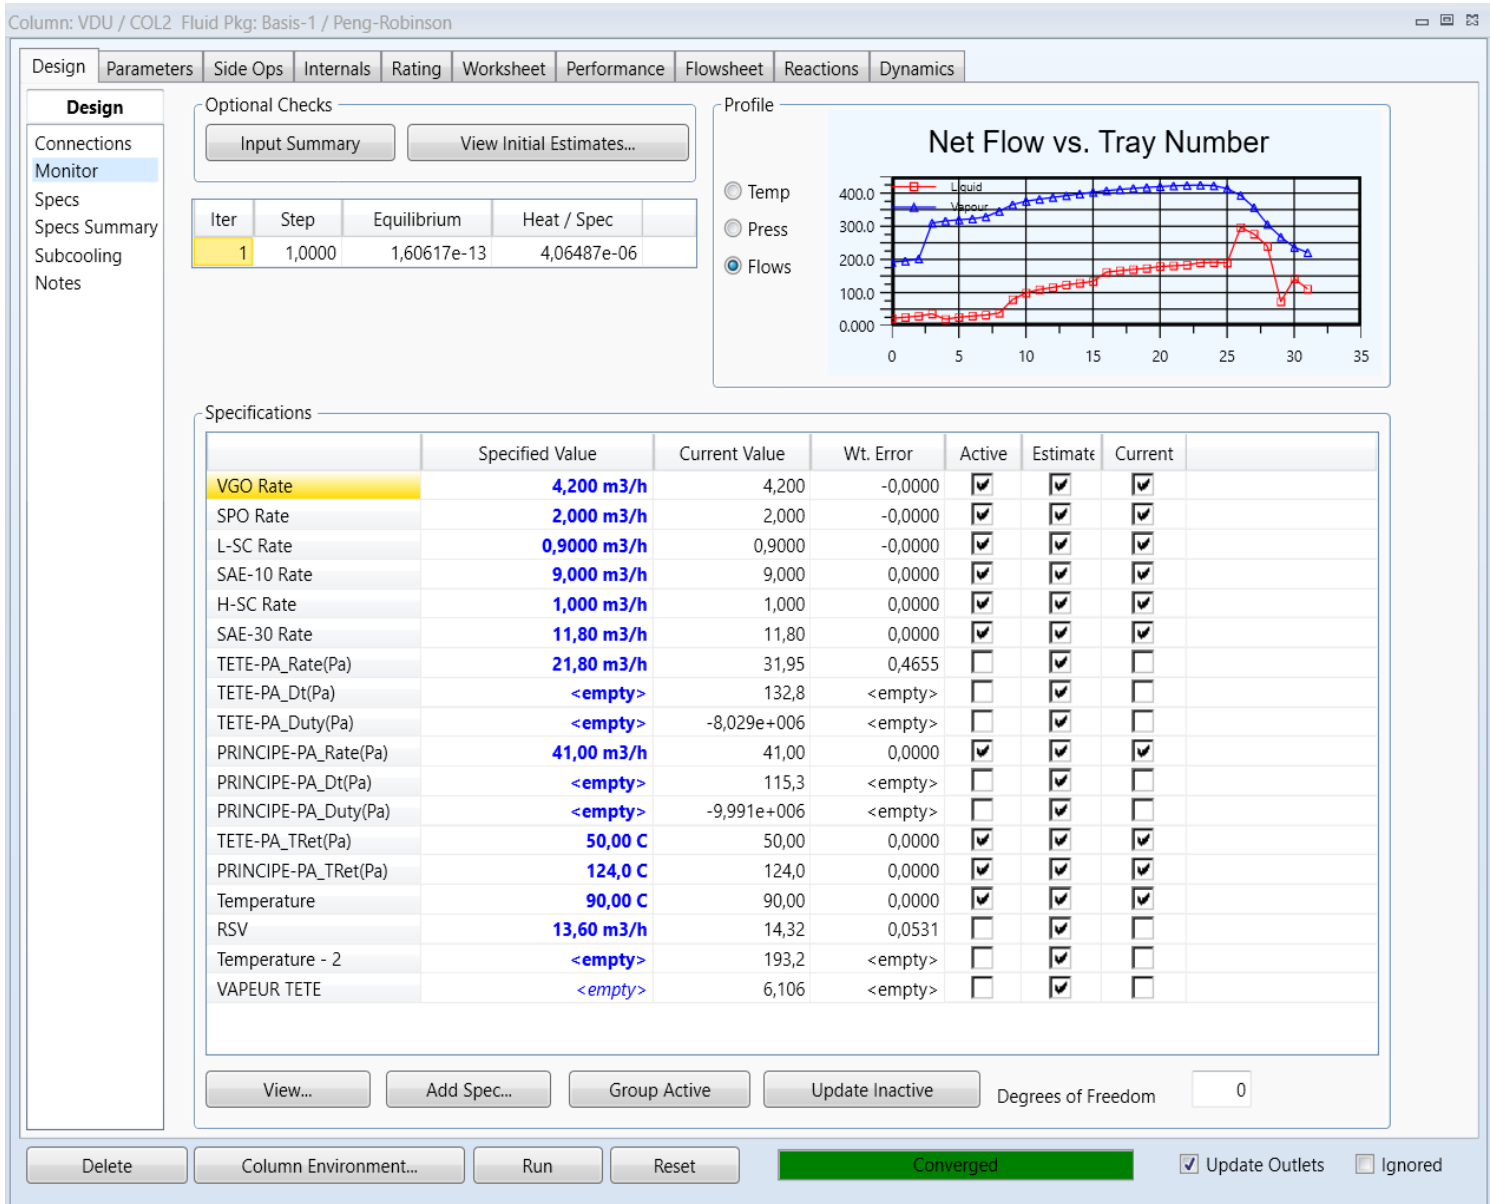 Column: VDU / COL2 Fluid Pkg: Basis-1 / Peng-Robinson
Design Parameters Side Ops Internals Rating Worksheet Performance Flowsheet Reactions Dynamics
Design
Connections
Monitor
Specs
Specs Summary
Subcooling
Notes
Optional Checks
Input Summary View Initial Estimates...
Iter Step Equilibrium Heat / Spec
1 1,0000 1,60617e-13 4,06487e-06
Profile
Temp
Press
Flows
Net Flow vs. Tray Number
Liquid
Vapour
400.0
300.0
200.0
100.0
0.000
0 5 10 15 20 25 30 35
Specifications
Specified Value Current Value Wt. Error Active Estimate Current
VGO Rate 4,200 m3/h 4,200 -0,0000
SPO Rate 2,000 m3/h 2,000 -0,0000
L-SC Rate 0,9000 m3/h 0,9000 -0,0000
SAE-10 Rate 9,000 m3/h 9,000 0,0000
H-SC Rate 1,000 m3/h 1,000 0,0000
SAE-30 Rate 11,80 m3/h 11,80 0,0000
TETE-PA_Rate(Pa) 21,80 m3/h 31,95 0,4655
TETE-PA_Dt(Pa) <empty> 132,8 <empty>
TETE-PA_Duty(Pa) <empty> -8,029e+006 <empty>
PRINCIPE-PA_Rate(Pa) 41,00 m3/h 41,00 0,0000
PRINCIPE-PA_Dt(Pa) <empty> 115,3 <empty>
PRINCIPE-PA_Duty(Pa) <empty> -9,991e+006 <empty>
TETE-PA_TRet(Pa) 50,00 C 50,00 0,0000
PRINCIPE-PA_TRet(Pa) 124,0 C 124,0 0,0000
Temperature 90,00 C 90,00 0,0000
RSV 13,60 m3/h 14,32 0,0531
Temperature - 2 <empty> 193,2 <empty>
VAPEUR TETE <empty> 6,106 <empty>
View... Add Spec... Group Active Update Inactive Degrees of Freedom 0
Delete Column Environment... Run Reset Converged Update Outlets Ignored